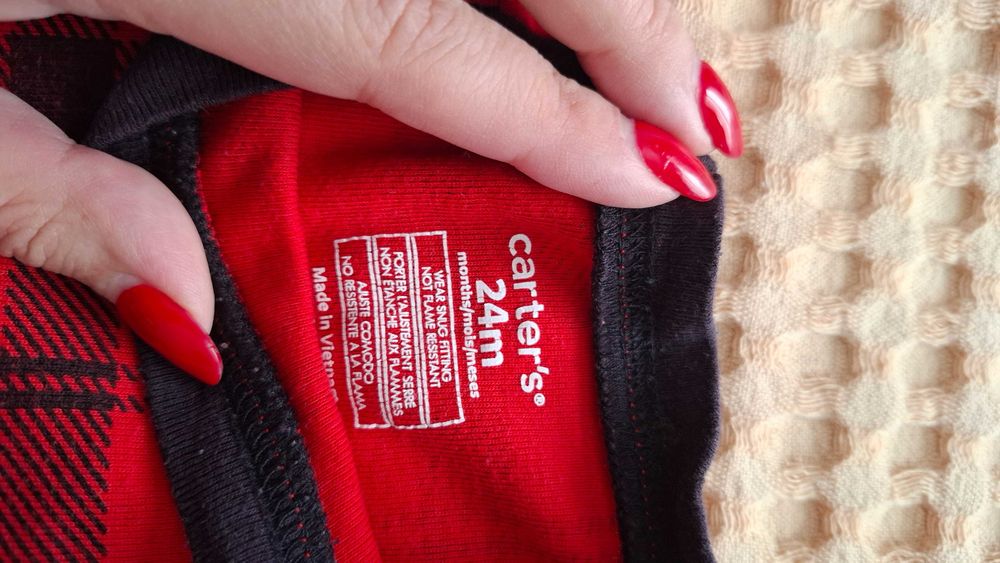 carter's®
24m
months/mois/meses
WEAR SNUG FITTING
NOT FLAME RESISTANT
PORTER L'AJUSTEMENT SERRÉ
NON ÉTANCHE AUX FLAMMES
AJUSTE COMODO
NO RESISTENTE A LA FLAMA
Made in Vietnam